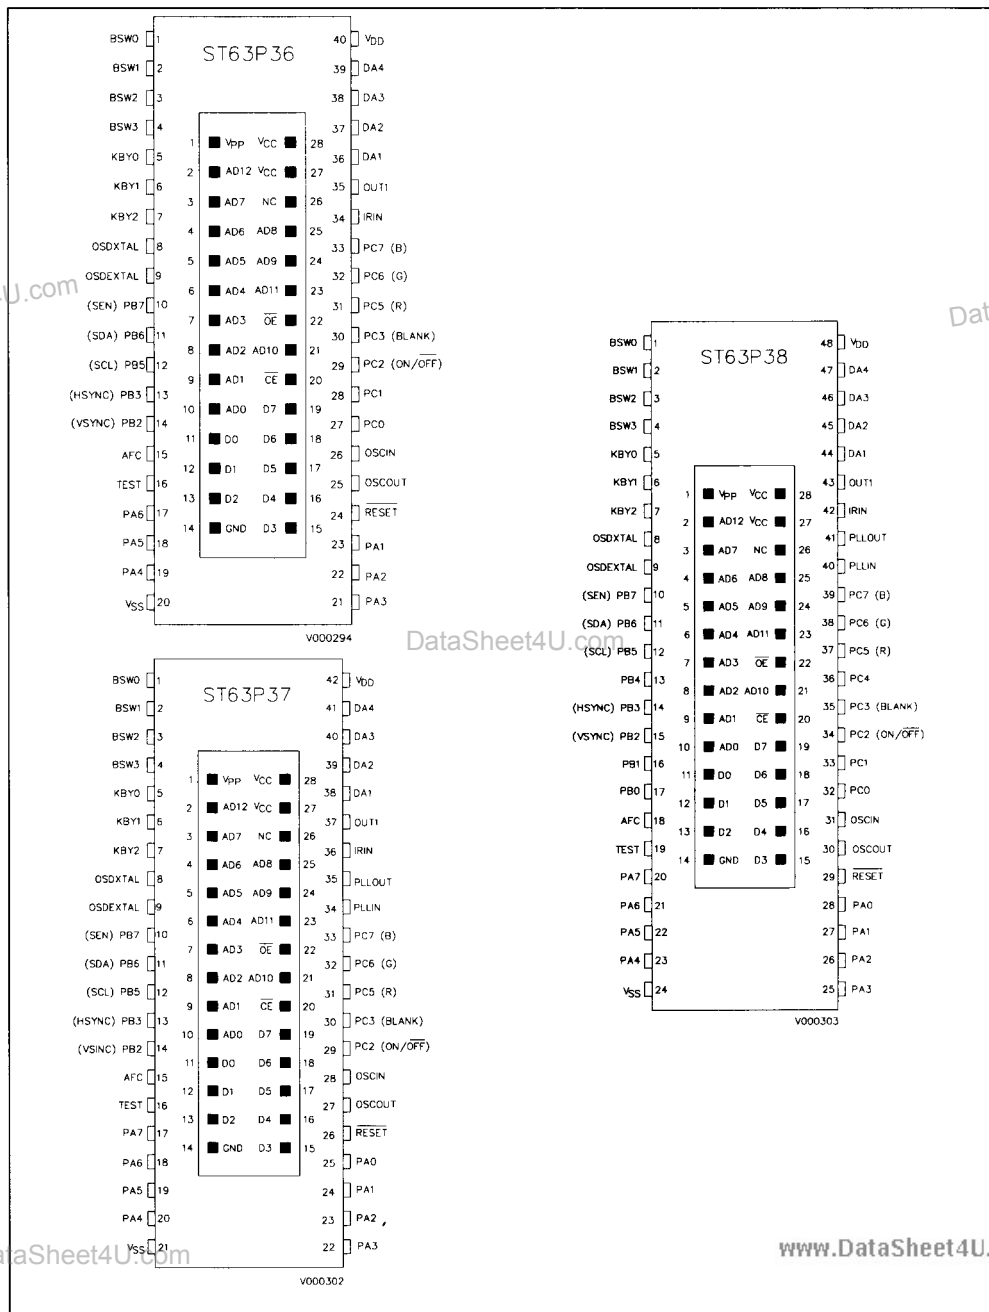 ST63P36
BSW0 1 40 VDD
BSW1 2 39 DA4
BSW2 3 38 DA3
BSW3 4 37 DA2
KBY0 5 36 DA1
KBY1 6 35 OUT1
KBY2 7 34 IRIN
OSDXTAL 8 33 PC7 (B)
OSDEXTAL 9 32 PC6 (G)
(SEN) PB7 10 31 PC5 (R)
(SDA) PB6 11 30 PC3 (BLANK)
(SCL) PB5 12 29 PC2 (ON/OFF)
(HSYNC) PB3 13 28 PC1
(VSYNC) PB2 14 27 PC0
AFC 15 26 OSCIN
TEST 16 25 OSCOUT
PA6 17 24 RESET
PA5 18 23 PA1
PA4 19 22 PA2
VSS 20 21 PA3
1 VPP VCC 28
2 AD12 VCC 27
3 AD7 NC 26
4 AD6 AD8 25
5 AD5 AD9 24
6 AD4 AD11 23
7 AD3 OE 22
8 AD2 AD10 21
9 AD1 CE 20
10 AD0 D7 19
11 D0 D6 18
12 D1 D5 17
13 D2 D4 16
14 GND D3 15
V000294
ST63P37
BSW0 1 42 VDD
BSW1 2 41 DA4
BSW2 3 40 DA3
BSW3 4 39 DA2
KBY0 5 38 DA1
KBY1 6 37 OUT1
KBY2 7 36 IRIN
OSDXTAL 8 35 PLLOUT
OSDEXTAL 9 34 PLLIN
(SEN) PB7 10 33 PC7 (B)
(SDA) PB6 11 32 PC6 (G)
(SCL) PB5 12 31 PC5 (R)
(HSYNC) PB3 13 30 PC3 (BLANK)
(VSINC) PB2 14 29 PC2 (ON/OFF)
AFC 15 28 OSCIN
TEST 16 27 OSCOUT
PA7 17 26 RESET
PA6 18 25 PA0
PA5 19 24 PA1
PA4 20 23 PA2 ,
VSS 21 22 PA3
1 VPP VCC 28
2 AD12 VCC 27
3 AD7 NC 26
4 AD6 AD8 25
5 AD5 AD9 24
6 AD4 AD11 23
7 AD3 OE 22
8 AD2 AD10 21
9 AD1 CE 20
10 AD0 D7 19
11 D0 D6 18
12 D1 D5 17
13 D2 D4 16
14 GND D3 15
V000302
ST63P38
BSW0 1 48 VDD
BSW1 2 47 DA4
BSW2 3 46 DA3
BSW3 4 45 DA2
KBY0 5 44 DA1
KBY1 6 43 OUT1
KBY2 7 42 IRIN
OSDXTAL 8 41 PLLOUT
OSDEXTAL 9 40 PLLIN
(SEN) PB7 10 39 PC7 (B)
(SDA) PB6 11 38 PC6 (G)
(SCL) PB5 12 37 PC5 (R)
PB4 13 36 PC4
(HSYNC) PB3 14 35 PC3 (BLANK)
(VSYNC) PB2 15 34 PC2 (ON/OFF)
PB1 16 33 PC1
PB0 17 32 PC0
AFC 18 31 OSCIN
TEST 19 30 OSCOUT
PA7 20 29 RESET
PA6 21 28 PA0
PA5 22 27 PA1
PA4 23 26 PA2
VSS 24 25 PA3
1 VPP VCC 28
2 AD12 VCC 27
3 AD7 NC 26
4 AD6 AD8 25
5 AD5 AD9 24
6 AD4 AD11 23
7 AD3 OE 22
8 AD2 AD10 21
9 AD1 CE 20
10 AD0 D7 19
11 D0 D6 18
12 D1 D5 17
13 D2 D4 16
14 GND D3 15
V000303
4U.com
Dat
DataSheet4U.com
ataSheet4U.com
www.DataSheet4U.